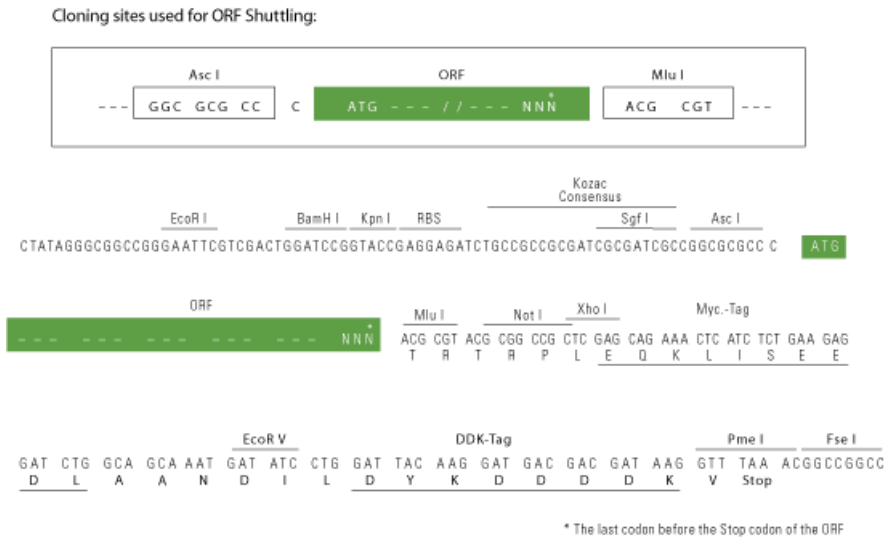 Cloning sites used for ORF Shuttling:
Asc I ORF Mlu I
--- GGC GCG CC C ATG --- // --- NNN* ACG CGT ---
Kozac
Consensus
EcoR I BamH I Kpn I RBS Sgf I Asc I
CTATAGGGCGGCCGGGAATTCGTCGACTGGATCCGGTACCGAGGAGATCTGCCGCCGCGATCGCGATCGCCGGCGCGCC C ATG
ORF Mlu I Not I Xho I Myc.-Tag
--- --- --- --- --- NNN* ACG CGT ACG CGG CCG CTC GAG CAG AAA CTC ATC TCT GAA GAG
T R T R P L E Q K L I S E E
EcoR V DDK-Tag Pme I Fse I
GAT CTG GCA GCA AAT GAT ATC CTG GAT TAC AAG GAT GAC GAC GAT AAG GTT TAA ACGGCCGGCC
D L A A N D I L D Y K D D D D K V Stop
* The last codon before the Stop codon of the ORF